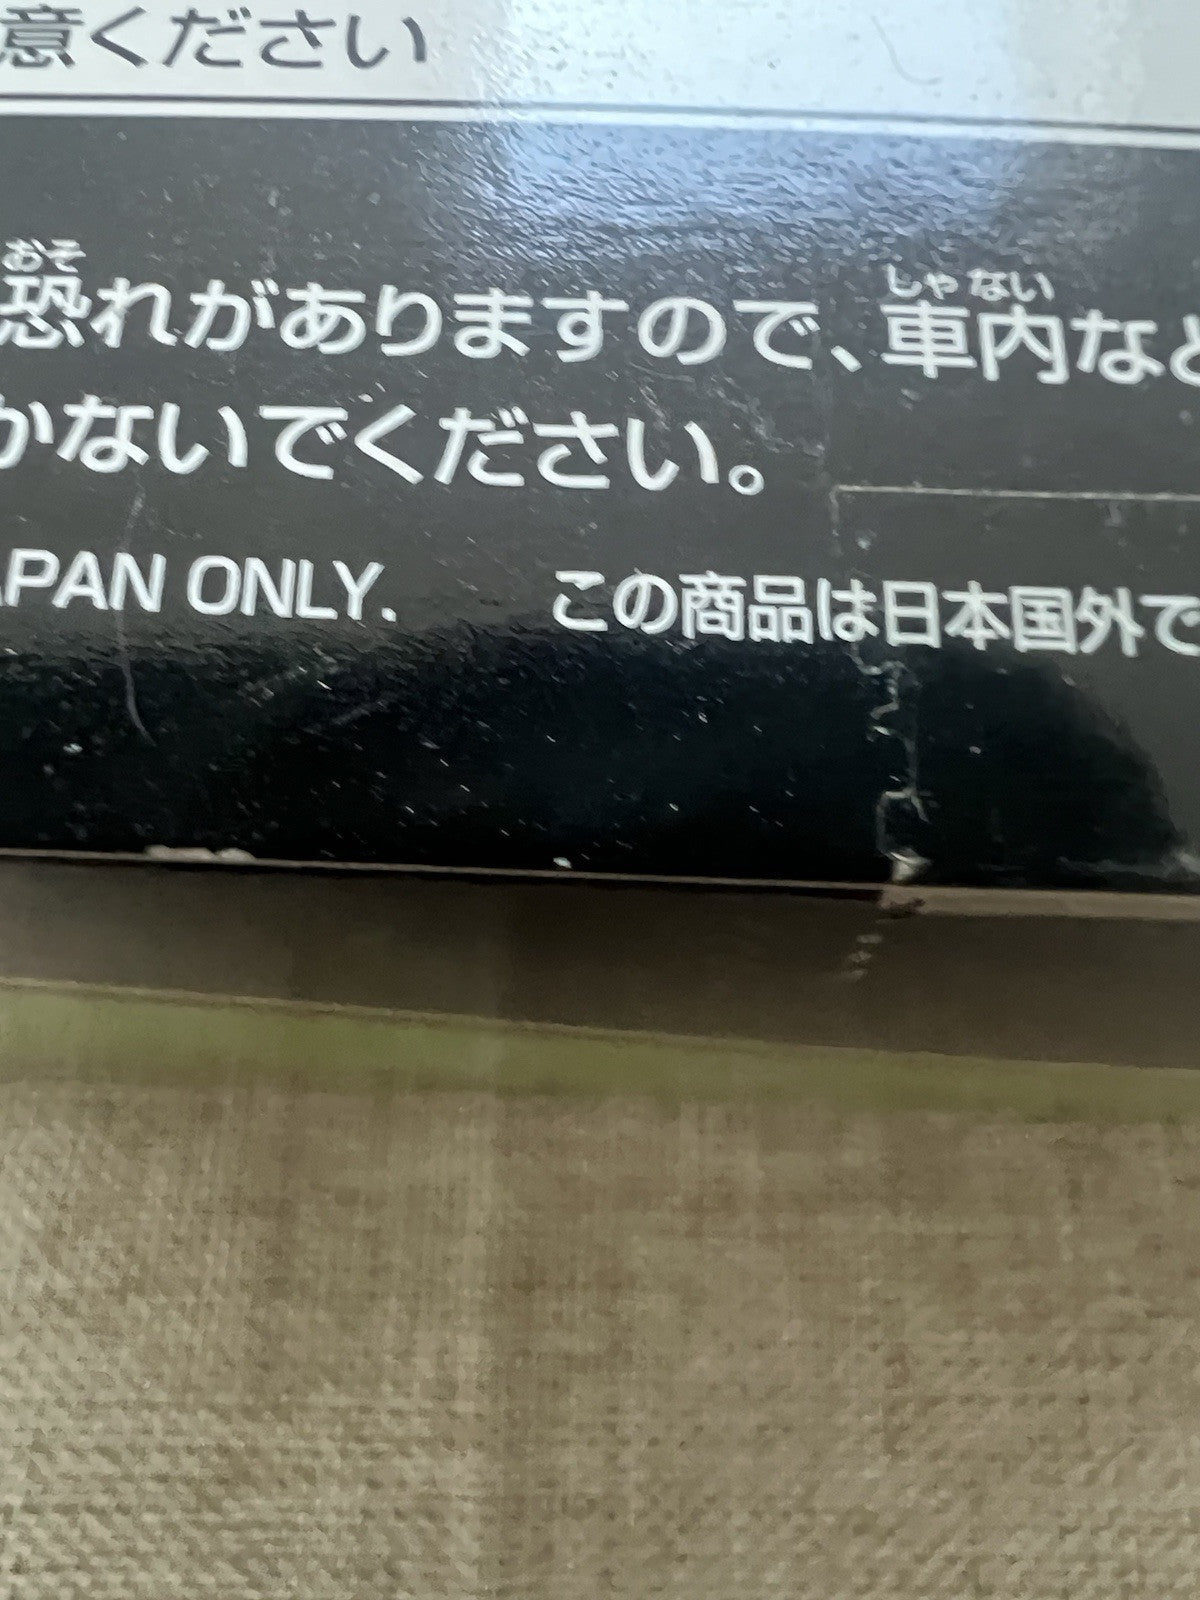 意ください
おそ しゃ ない
恐れがありますので、車内など
かないでください。
APAN ONLY. この商品は日本国外で